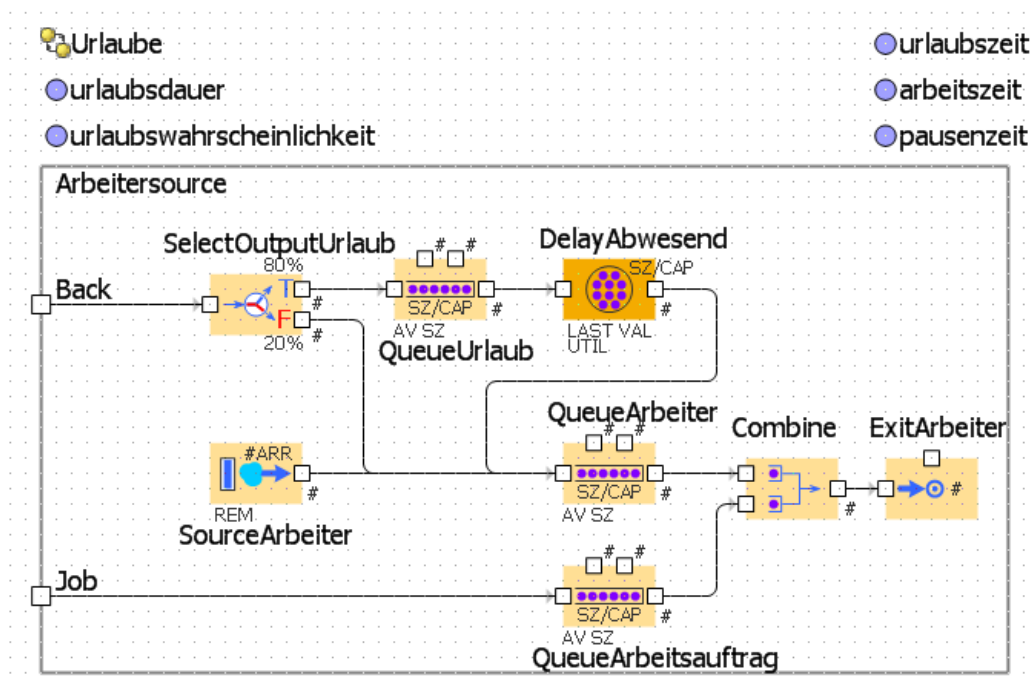 Urlaube
urlaubszeit
urlaubsdauer
arbeitszeit
urlaubswahrscheinlichkeit
pausenzeit
Arbeitersource
SelectOutputUrlaub
80%
T
#
F
#
20%
Back
# #
SZ/CAP
#
AV SZ
QueueUrlaub
DelayAbwesend
SZ/CAP
#
LAST VAL
UTIL
#ARR
#
REM
SourceArbeiter
QueueArbeiter
# #
SZ/CAP
#
AV SZ
Combine
#
ExitArbeiter
#
Job
# #
SZ/CAP
#
AV SZ
QueueArbeitsauftrag